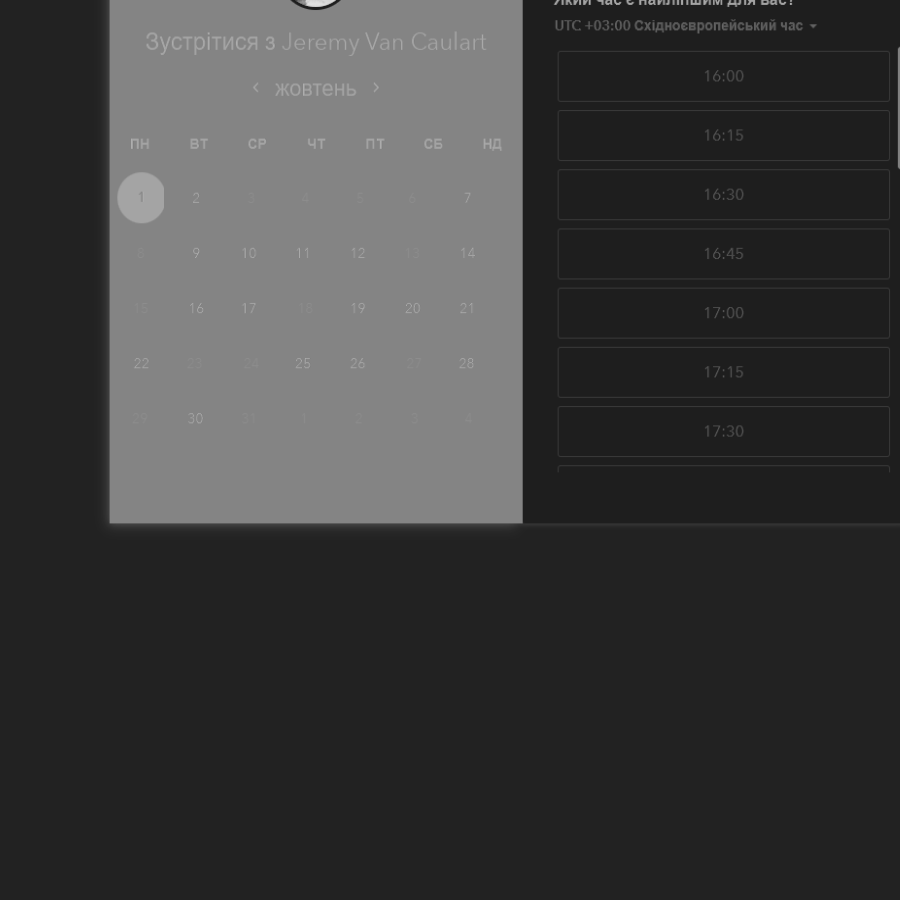 Зустрітися з Jeremy Van Caulart
‹ жовтень ›
ПН ВТ СР ЧТ ПТ СБ НД
1 2 3 4 5 6 7
8 9 10 11 12 13 14
15 16 17 18 19 20 21
22 23 24 25 26 27 28
29 30 31 1 2 3 4
Який час є найліпшим для вас?
UTC +03:00 Східноєвропейський час
16:00
16:15
16:30
16:45
17:00
17:15
17:30